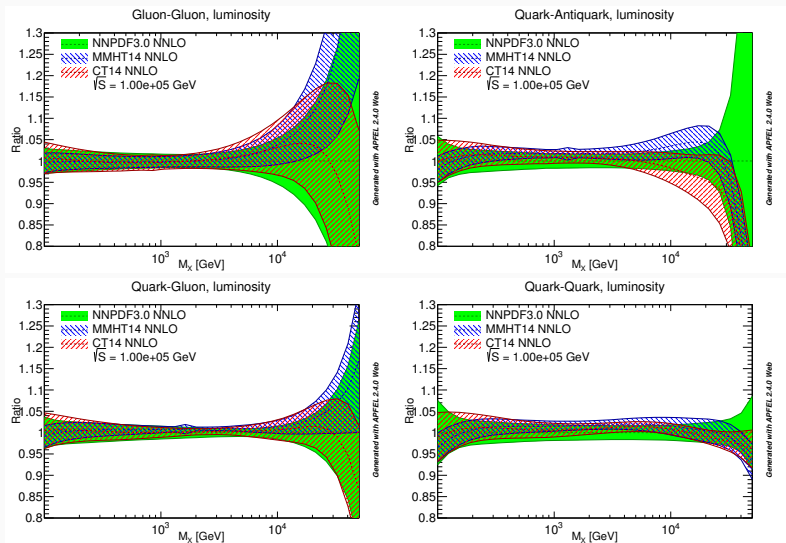 Gluon-Gluon, luminosity
1.3
1.25
1.2
1.15
1.1
1.05
1
0.95
0.9
0.85
0.8
Ratio
NNPDF3.0 NNLO
MMHT14 NNLO
CT14 NNLO
√S = 1.00e+05 GeV
Generated with APFEL 2.4.0 Web
10³
10⁴
M_X [GeV]
Quark-Antiquark, luminosity
1.3
1.25
1.2
1.15
1.1
1.05
1
0.95
0.9
0.85
0.8
Ratio
NNPDF3.0 NNLO
MMHT14 NNLO
CT14 NNLO
√S = 1.00e+05 GeV
Generated with APFEL 2.4.0 Web
10³
10⁴
M_X [GeV]
Quark-Gluon, luminosity
1.3
1.25
1.2
1.15
1.1
1.05
1
0.95
0.9
0.85
0.8
Ratio
NNPDF3.0 NNLO
MMHT14 NNLO
CT14 NNLO
√S = 1.00e+05 GeV
Generated with APFEL 2.4.0 Web
10³
10⁴
M_X [GeV]
Quark-Quark, luminosity
1.3
1.25
1.2
1.15
1.1
1.05
1
0.95
0.9
0.85
0.8
Ratio
NNPDF3.0 NNLO
MMHT14 NNLO
CT14 NNLO
√S = 1.00e+05 GeV
Generated with APFEL 2.4.0 Web
10³
10⁴
M_X [GeV]